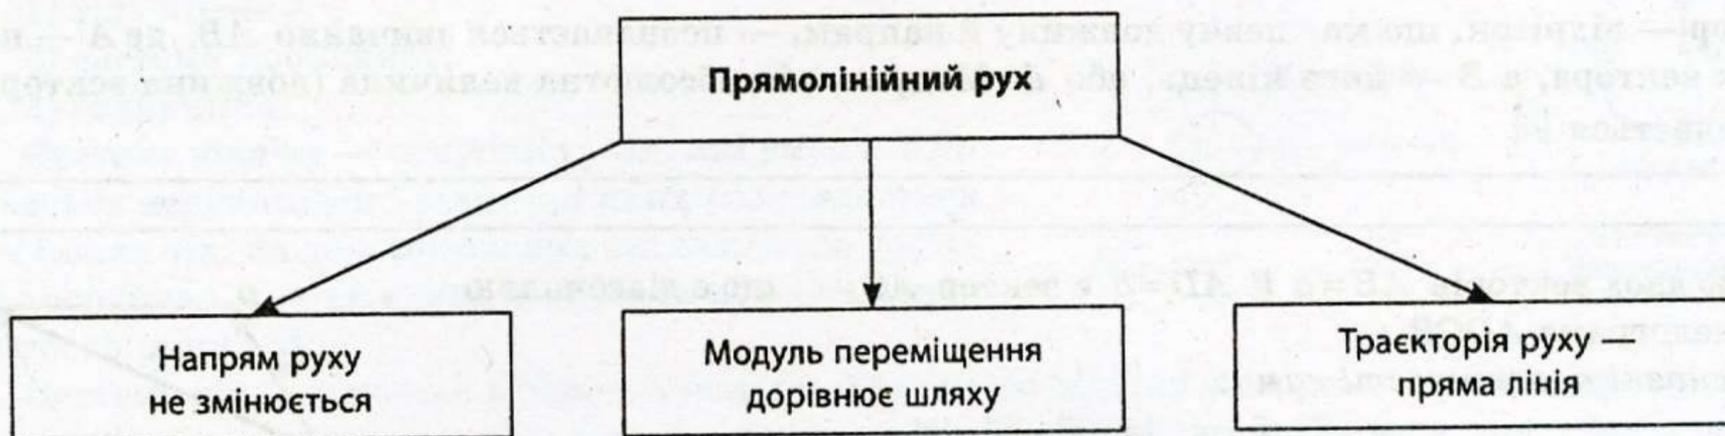 Прямолінійний рух
Напрям руху
не змінюється
Модуль переміщення
дорівнює шляху
Траєкторія руху —
пряма лінія